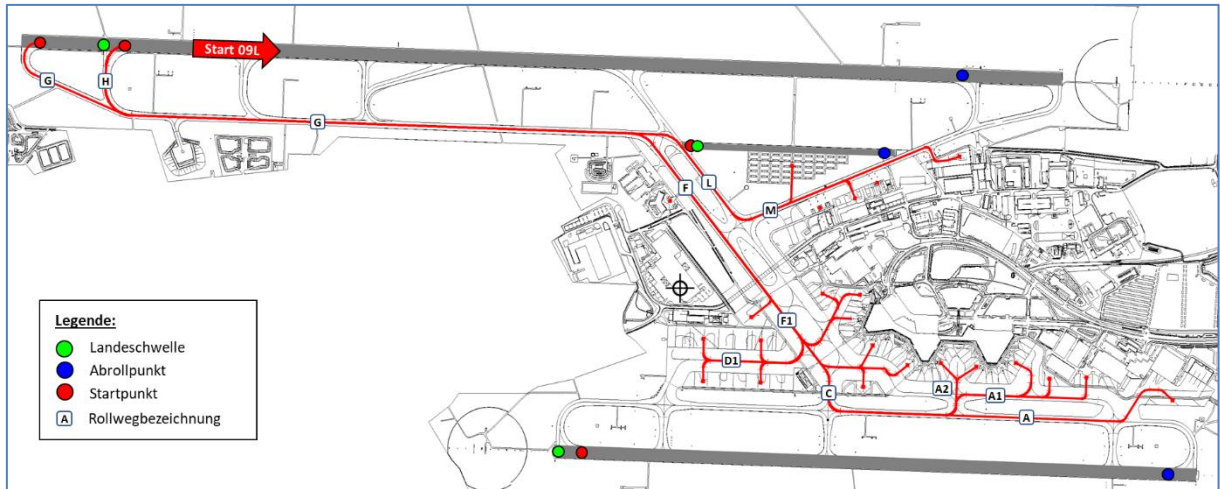 Start 09L
G
H
G
F
L
M
F1
D1
C
A2
A1
A
Legende:
Landeschwelle
Abrollpunkt
Startpunkt
A Rollwegbezeichnung